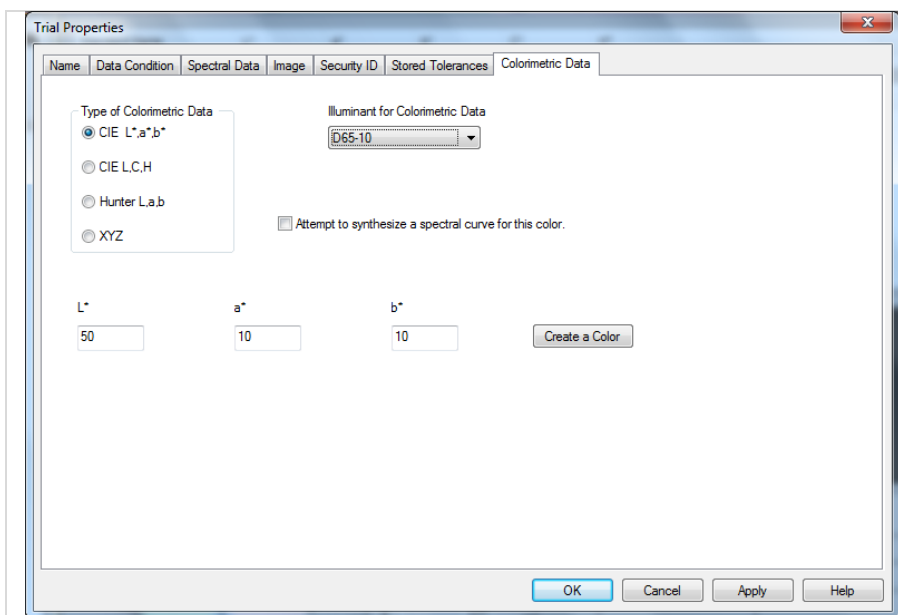 Trial Properties
Name Data Condition Spectral Data Image Security ID Stored Tolerances Colorimetric Data
Type of Colorimetric Data
Illuminant for Colorimetric Data
CIE L*,a*,b*
D65-10
CIE L,C,H
Hunter L,a,b
Attempt to synthesize a spectral curve for this color.
XYZ
L* a* b*
50 10 10 Create a Color
OK Cancel Apply Help